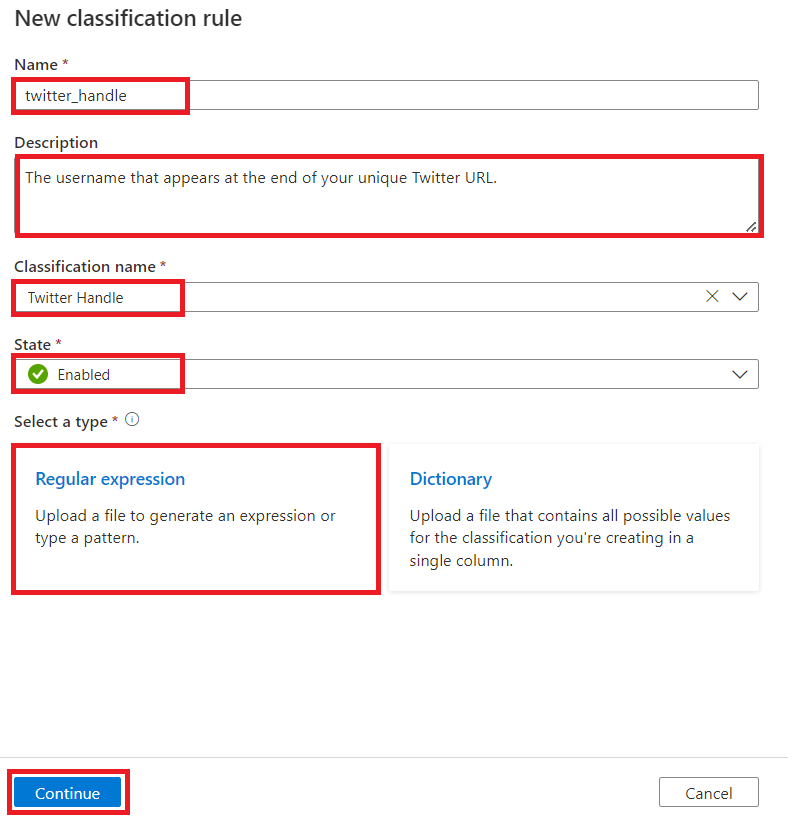 New classification rule
Name *
twitter_handle
Description
The username that appears at the end of your unique Twitter URL.
Classification name *
Twitter Handle
State *
Enabled
Select a type *
Regular expression
Upload a file to generate an expression or
type a pattern.
Dictionary
Upload a file that contains all possible values
for the classification you're creating in a
single column.
Continue
Cancel